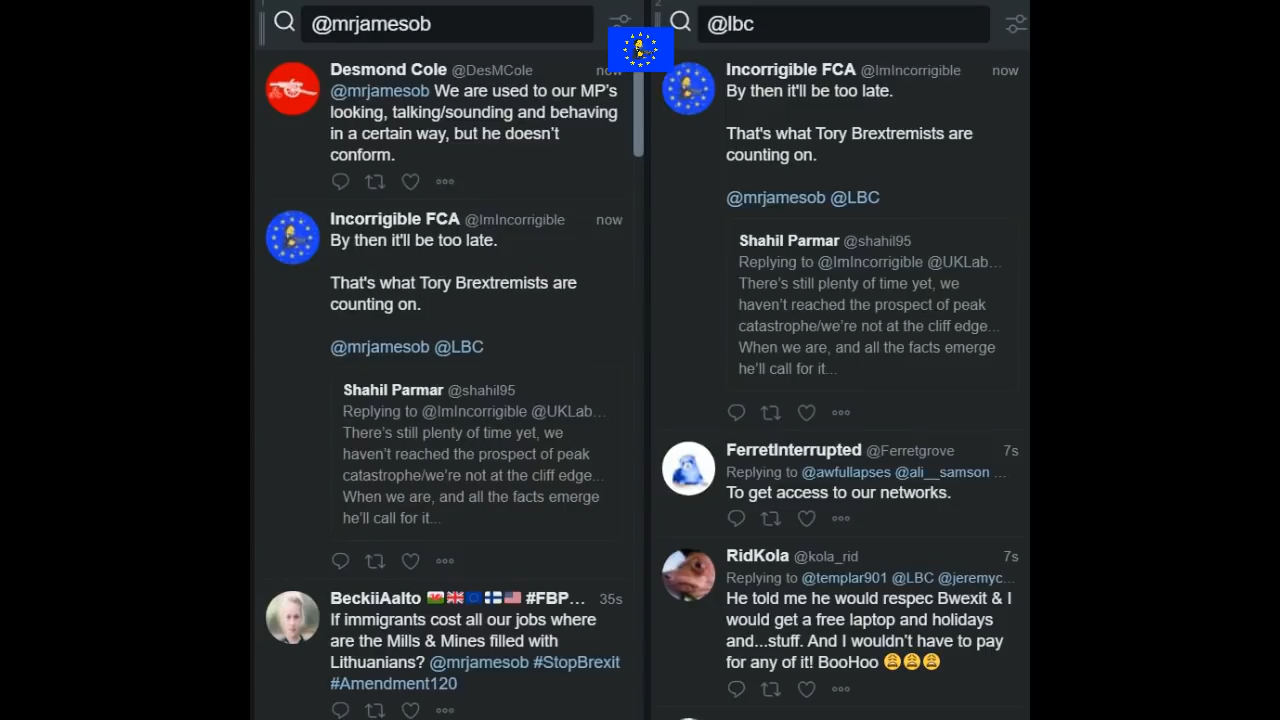 @mrjamesob
Desmond Cole @DesMCole now
@mrjamesob We are used to our MP's
looking, talking/sounding and behaving
in a certain way, but he doesn't
conform.
Incorrigible FCA @ImIncorrigible now
By then it'll be too late.
That's what Tory Brextremists are
counting on.
@mrjamesob @LBC
Shahil Parmar @shahil95
Replying to @ImIncorrigible @UKLab...
There's still plenty of time yet, we
haven't reached the prospect of peak
catastrophe/we're not at the cliff edge...
When we are, and all the facts emerge
he'll call for it...
BeckiiAalto 🏴󠁧󠁢󠁷󠁬󠁳󠁿🇬🇧🇪🇺🇫🇮🇺🇸 #FBP... 35s
If immigrants cost all our jobs where
are the Mills & Mines filled with
Lithuanians? @mrjamesob #StopBrexit
#Amendment120
2
@lbc
Incorrigible FCA @ImIncorrigible now
By then it'll be too late.
That's what Tory Brextremists are
counting on.
@mrjamesob @LBC
Shahil Parmar @shahil95
Replying to @ImIncorrigible @UKLab...
There's still plenty of time yet, we
haven't reached the prospect of peak
catastrophe/we're not at the cliff edge...
When we are, and all the facts emerge
he'll call for it...
FerretInterrupted @Ferretgrove 7s
Replying to @awfullapses @ali__samson ...
To get access to our networks.
RidKola @kola_rid 7s
Replying to @templar901 @LBC @jeremyc...
He told me he would respec Bwexit & I
would get a free laptop and holidays
and...stuff. And I wouldn't have to pay
for any of it! BooHoo 😩😩😩